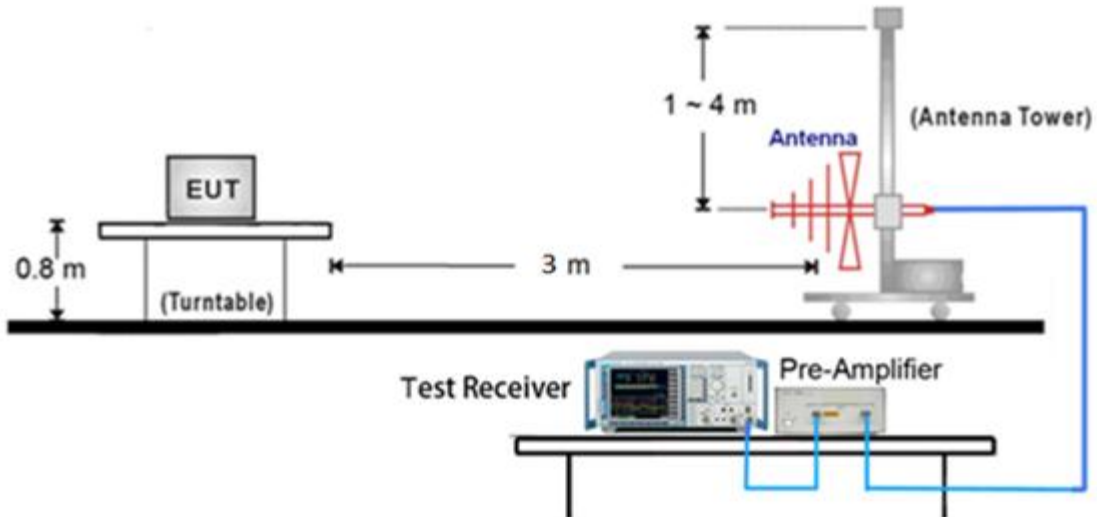 1 ~ 4 m
(Antenna Tower)
Antenna
EUT
0.8 m
3 m
(Turntable)
Test Receiver
Pre-Amplifier